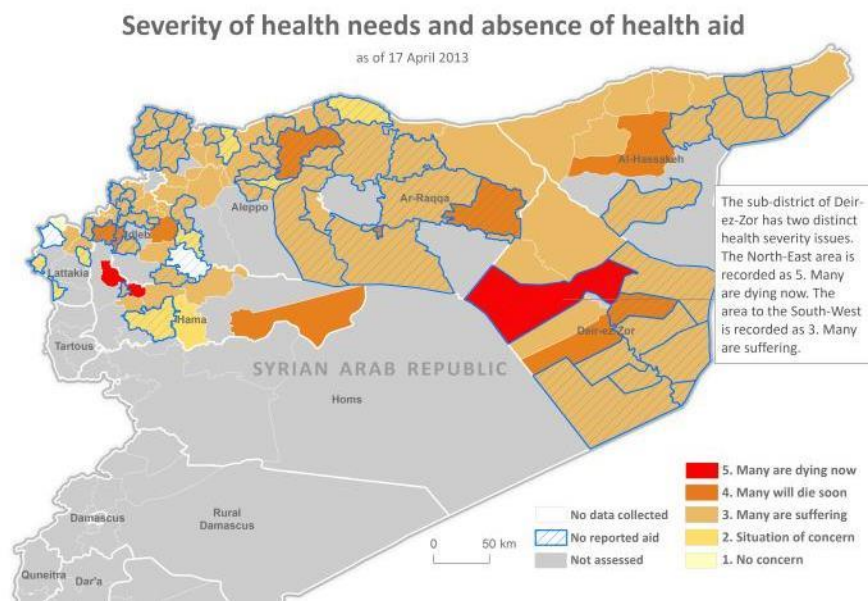 Severity of health needs and absence of health aid
as of 17 April 2013
Al-Hassakeh
Ar-Raqqa
Aleppo
Idleb
Lattakia
Hama
Tartous
Deir-ez-Zor
SYRIAN ARAB REPUBLIC
Homs
Damascus
Rural
Damascus
Quneitra
Dar'a
The sub-district of Deir-
ez-Zor has two distinct
health severity issues.
The North-East area is
recorded as 5. Many
are dying now. The
area to the South-West
is recorded as 3. Many
are suffering.
No data collected
No reported aid
Not assessed
0 50 km
5. Many are dying now
4. Many will die soon
3. Many are suffering
2. Situation of concern
1. No concern